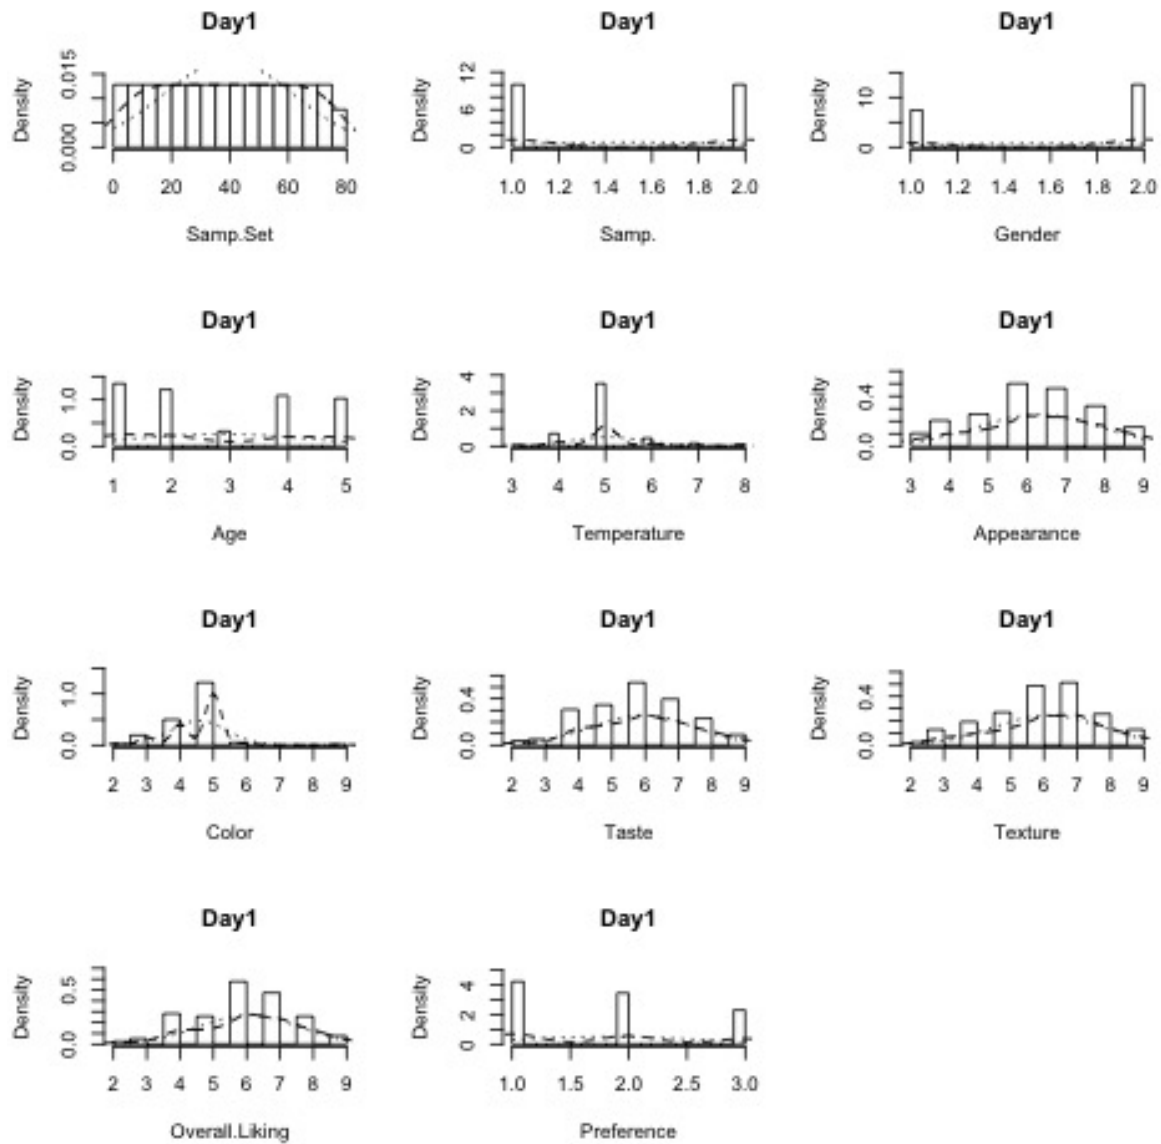 Day1 Day1 Day1
Density 0.000 0.015 Density 0 6 12 Density 0 10
0 20 40 60 80 1.0 1.2 1.4 1.6 1.8 2.0 1.0 1.2 1.4 1.6 1.8 2.0
Samp.Set Samp. Gender
Day1 Day1 Day1
Density 0.0 1.0 Density 0 2 4 Density 0.0 0.4
1 2 3 4 5 3 4 5 6 7 8 3 4 5 6 7 8 9
Age Temperature Appearance
Day1 Day1 Day1
Density 0.0 1.0 Density 0.0 0.4 Density 0.0 0.4
2 3 4 5 6 7 8 9 2 3 4 5 6 7 8 9 2 3 4 5 6 7 8 9
Color Taste Texture
Day1 Day1
Density 0.0 0.5 Density 0 2 4
2 3 4 5 6 7 8 9 1.0 1.5 2.0 2.5 3.0
Overall.Liking Preference